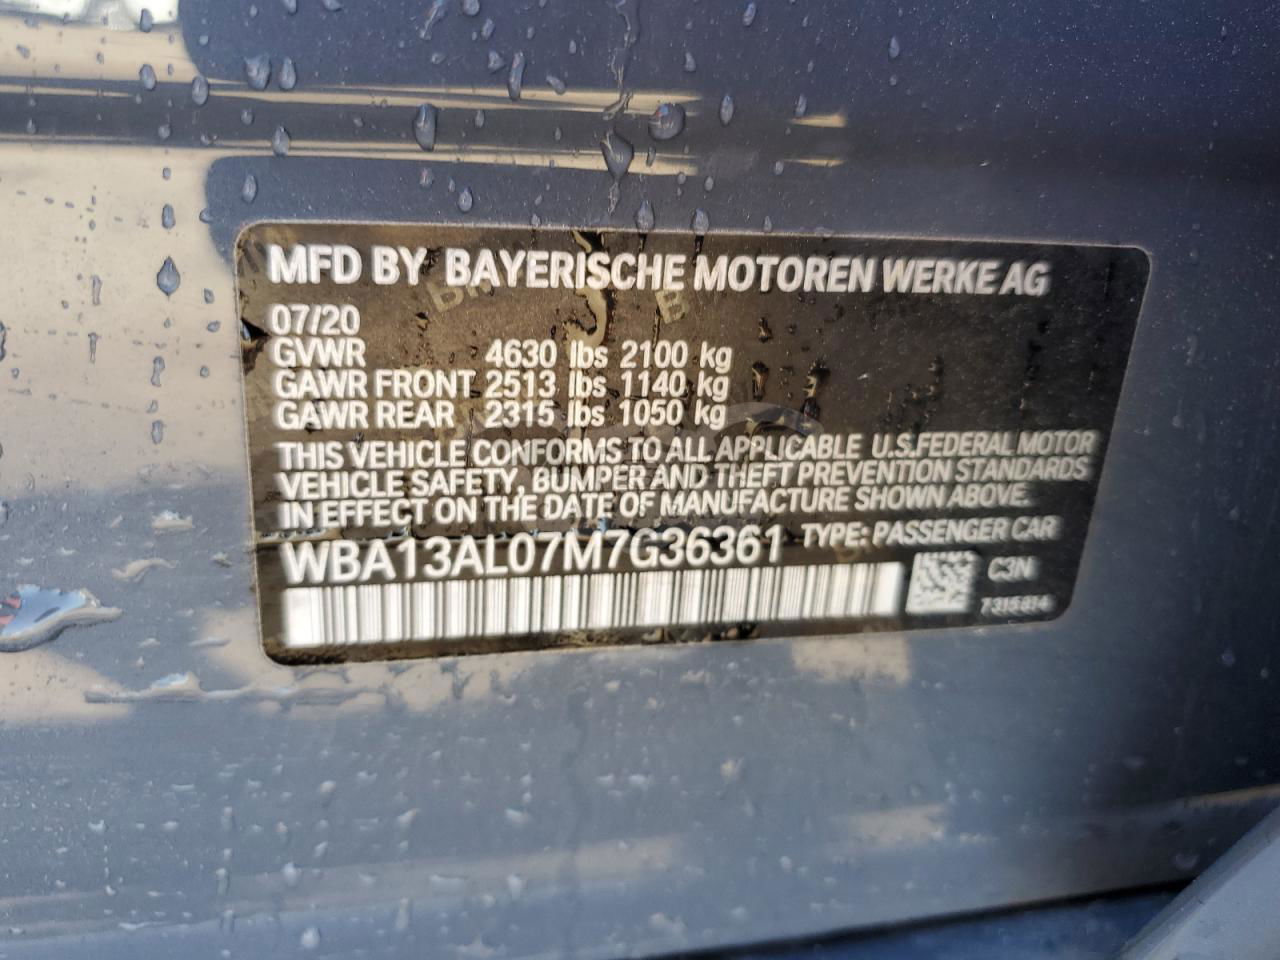 MFD BY BAYERISCHE MOTOREN WERKE AG
07/20
GVWR 4630 lbs 2100 kg
GAWR FRONT 2513 lbs 1140 kg
GAWR REAR 2315 lbs 1050 kg
THIS VEHICLE CONFORMS TO ALL APPLICABLE U.S.FEDERAL MOTOR
VEHICLE SAFETY, BUMPER AND THEFT PREVENTION STANDARDS
IN EFFECT ON THE DATE OF MANUFACTURE SHOWN ABOVE.
WBA13AL07M7G36361 TYPE: PASSENGER CAR
C3N